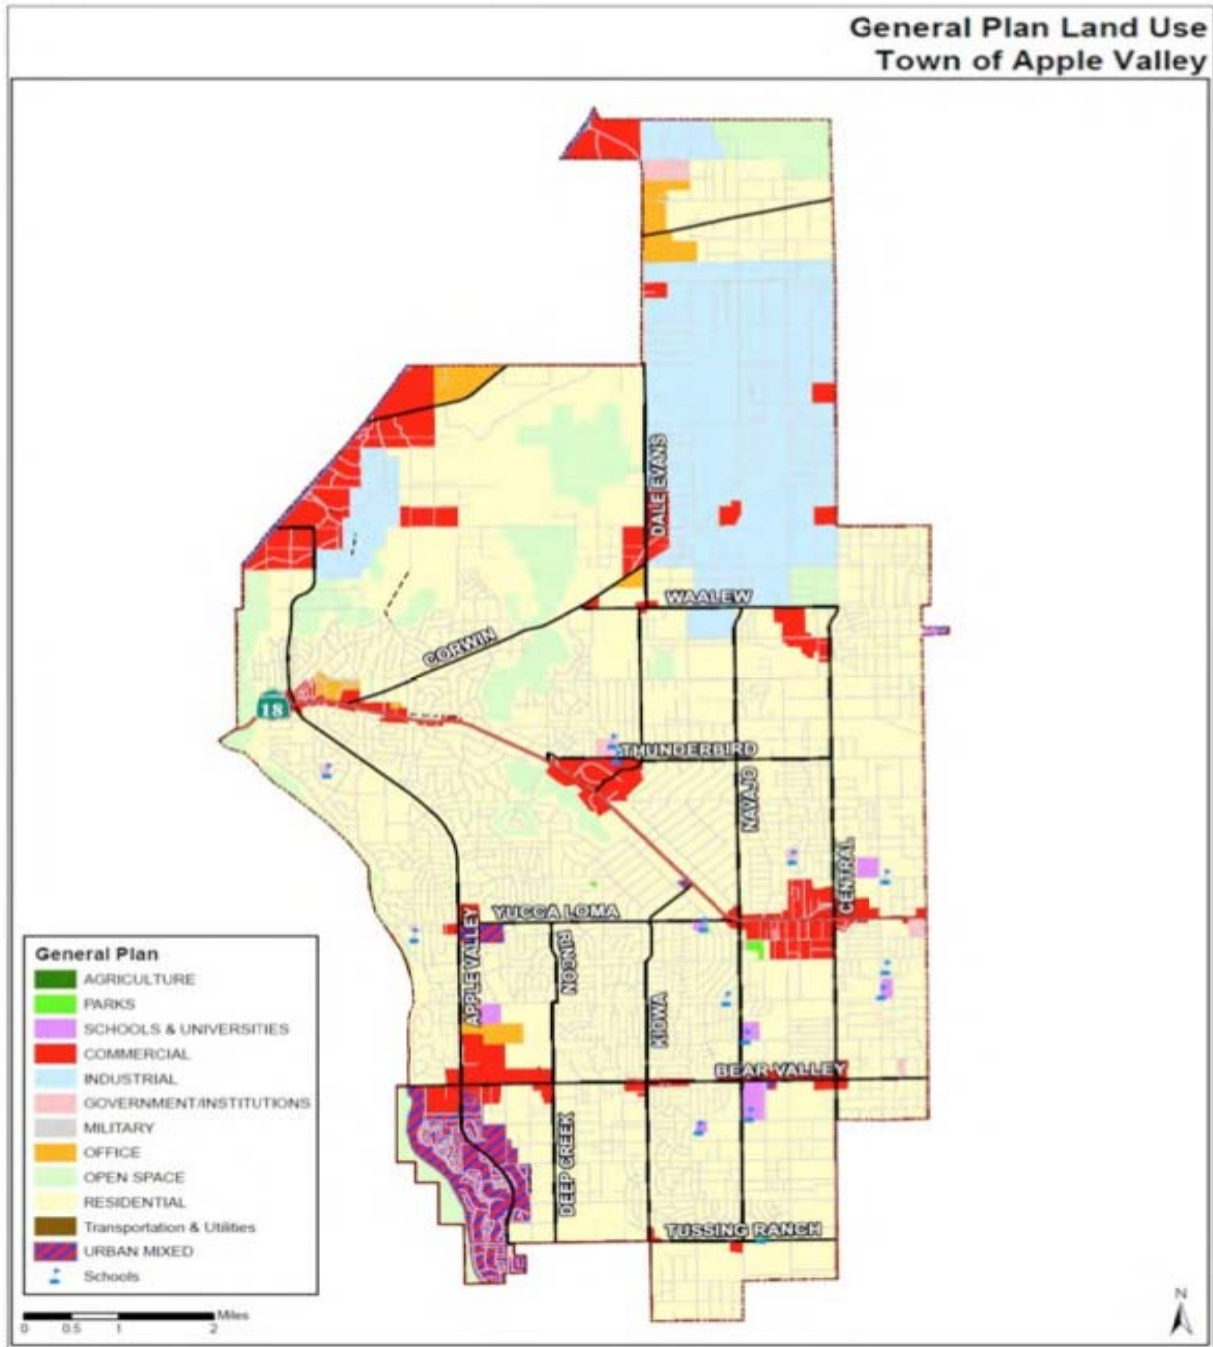 General Plan Land Use
Town of Apple Valley
DALE EVANS
WAALEW
CORWIN
18
THUNDERBIRD
NAVAJO
CENTRAL
YUCCA LOMA
APPLE VALLEY
RINCON
KIOWA
BEAR VALLEY
DEEP CREEK
TUSSING RANCH
General Plan
AGRICULTURE
PARKS
SCHOOLS & UNIVERSITIES
COMMERCIAL
INDUSTRIAL
GOVERNMENT/INSTITUTIONS
MILITARY
OFFICE
OPEN SPACE
RESIDENTIAL
Transportation & Utilities
URBAN MIXED
Schools
Miles
0 0.5 1 2
N